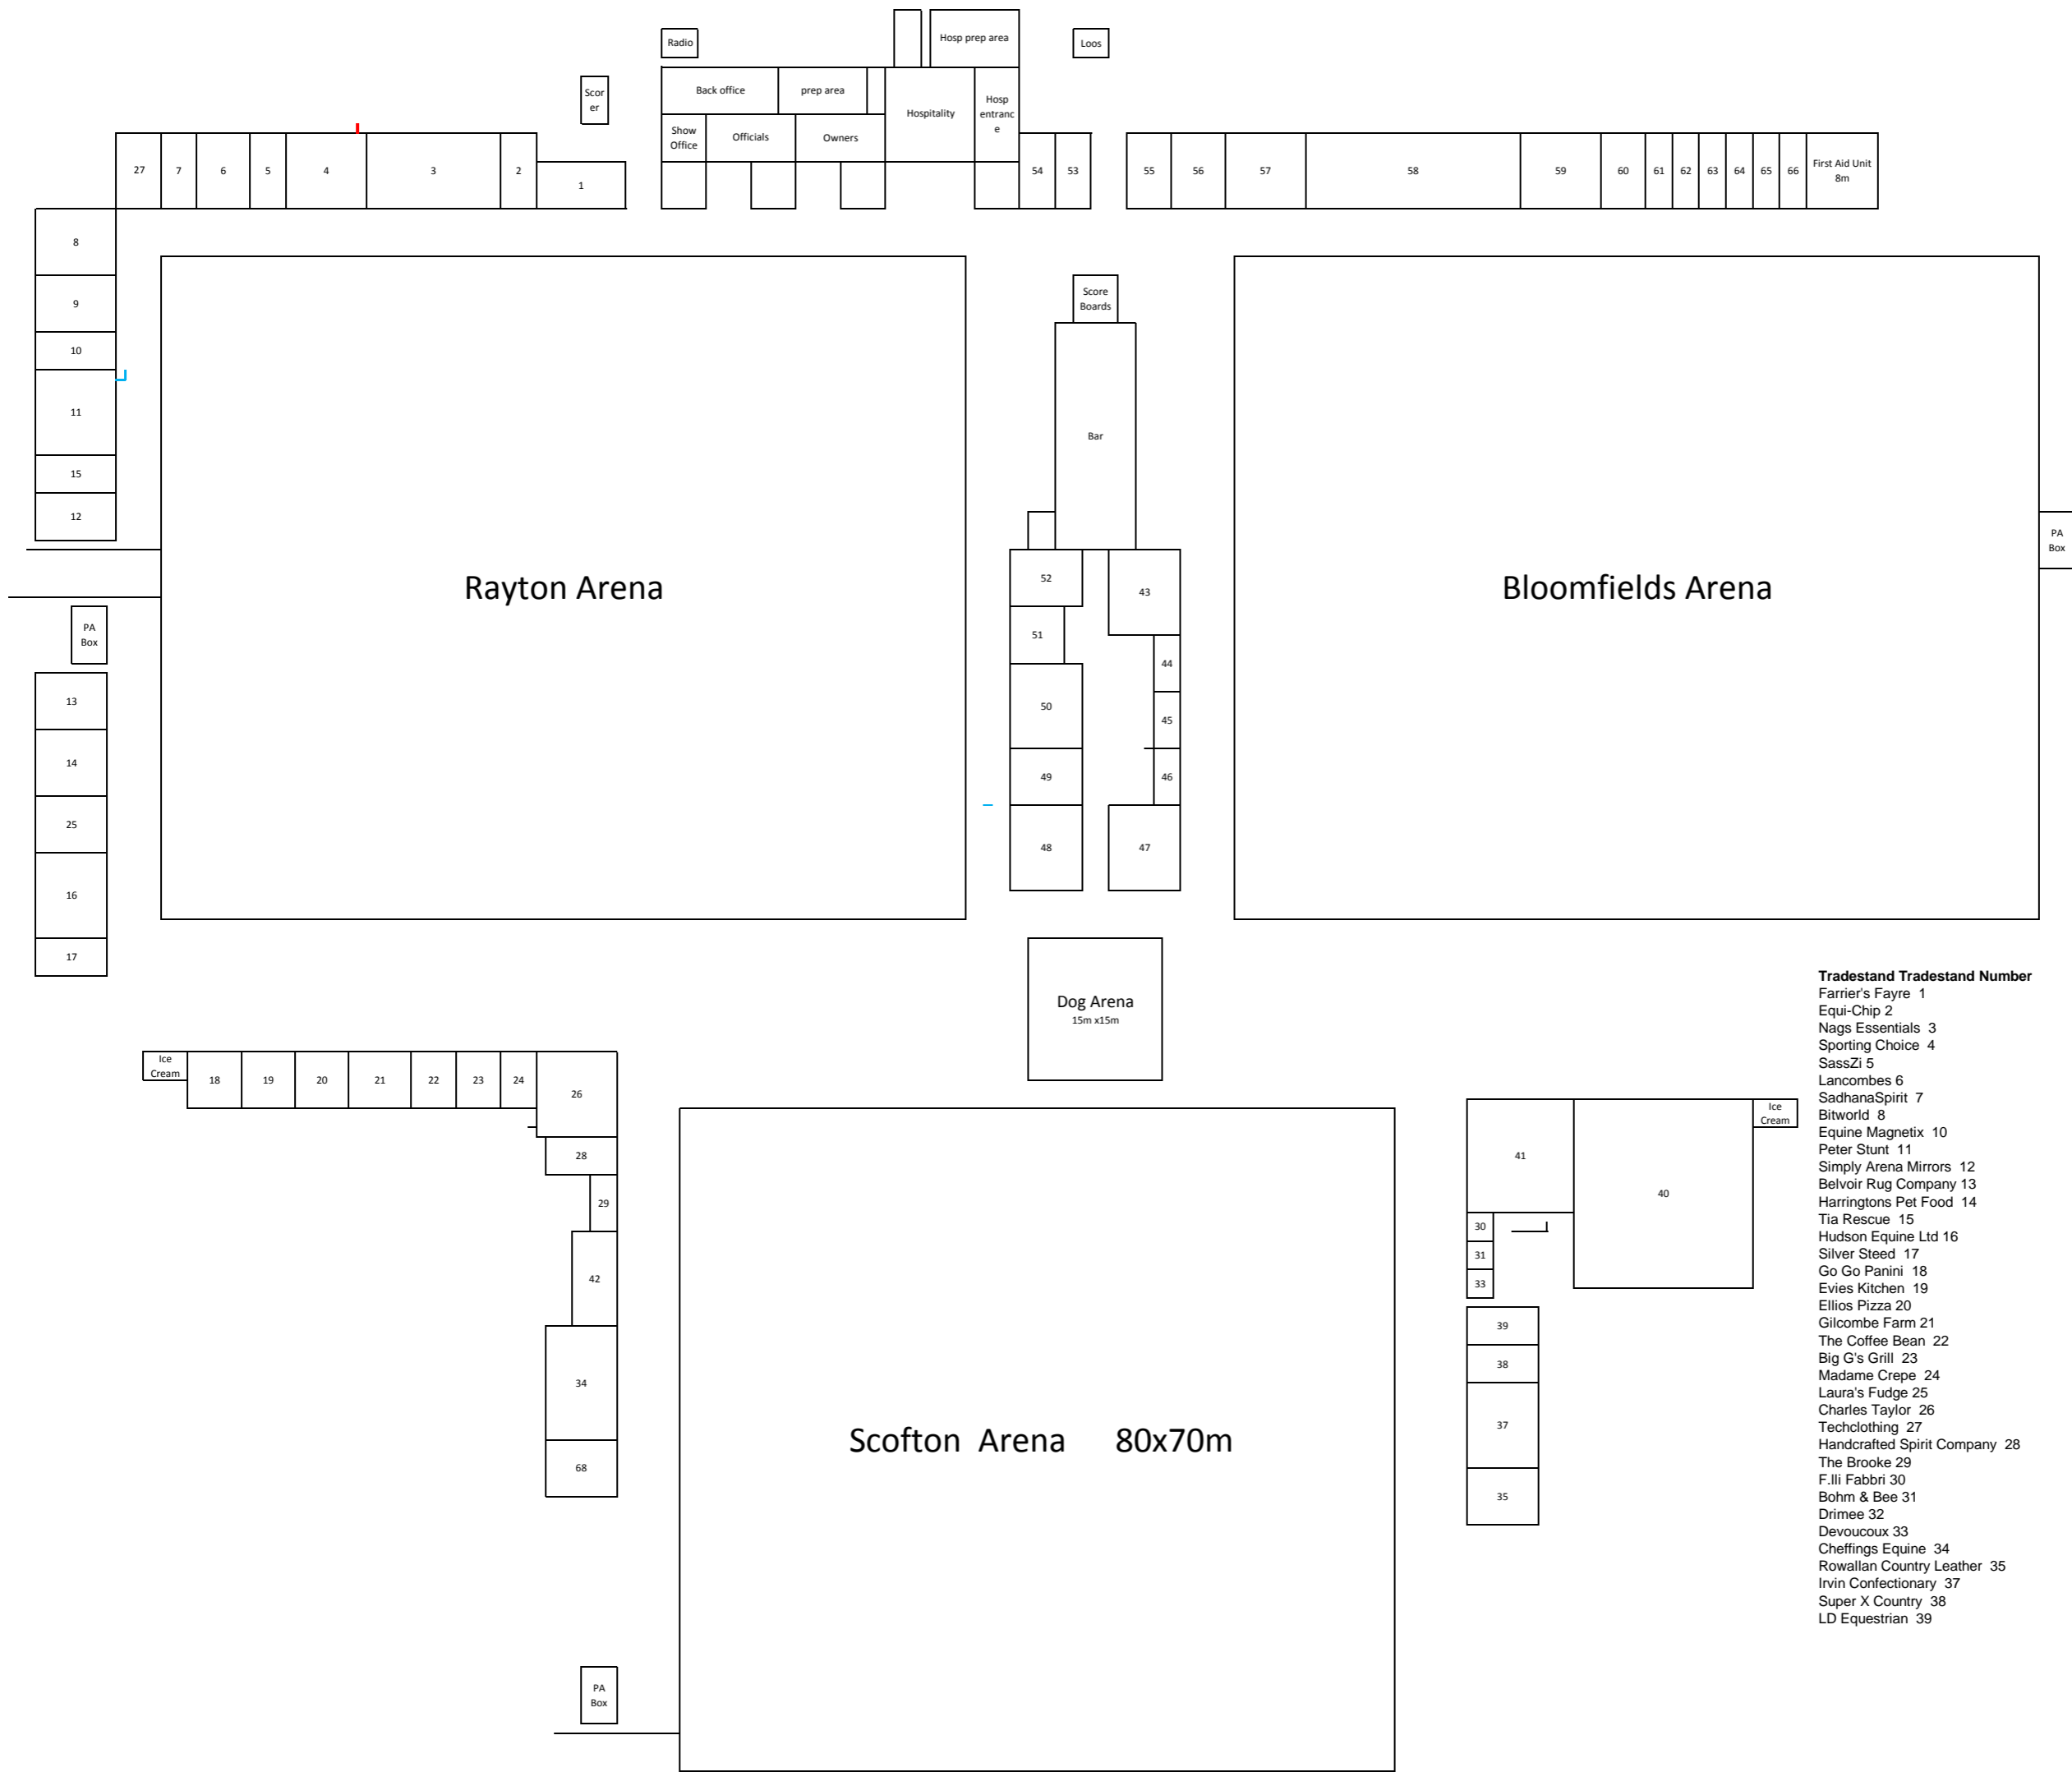 Radio
Hosp prep area
Loos
Scor
er
Back office
prep area
Hospitality
Hosp
entranc
e
Show
Office
Officials
Owners
27
7
6
5
4
3
2
1
54
53
55
56
57
58
59
60
61
62
63
64
65
66
First Aid Unit
8m
8
9
10
11
15
12
Score
Boards
Bar
Rayton Arena
Bloomfields Arena
PA
Box
PA
Box
52
43
51
44
50
45
49
46
48
47
13
14
25
16
17
Dog Arena
15m x15m
Ice
Cream
18
19
20
21
22
23
24
26
28
29
42
34
68
Scofton Arena 80x70m
PA
Box
41
40
Ice
Cream
30
31
33
39
38
37
35
Tradestand Tradestand Number
Farrier's Fayre 1
Equi-Chip 2
Nags Essentials 3
Sporting Choice 4
SassZi 5
Lancombes 6
SadhanaSpirit 7
Bitworld 8
Equine Magnetix 10
Peter Stunt 11
Simply Arena Mirrors 12
Belvoir Rug Company 13
Harringtons Pet Food 14
Tia Rescue 15
Hudson Equine Ltd 16
Silver Steed 17
Go Go Panini 18
Evies Kitchen 19
Ellios Pizza 20
Gilcombe Farm 21
The Coffee Bean 22
Big G's Grill 23
Madame Crepe 24
Laura's Fudge 25
Charles Taylor 26
Techclothing 27
Handcrafted Spirit Company 28
The Brooke 29
F.lli Fabbri 30
Bohm & Bee 31
Drimee 32
Devoucoux 33
Cheffings Equine 34
Rowallan Country Leather 35
Irvin Confectionary 37
Super X Country 38
LD Equestrian 39